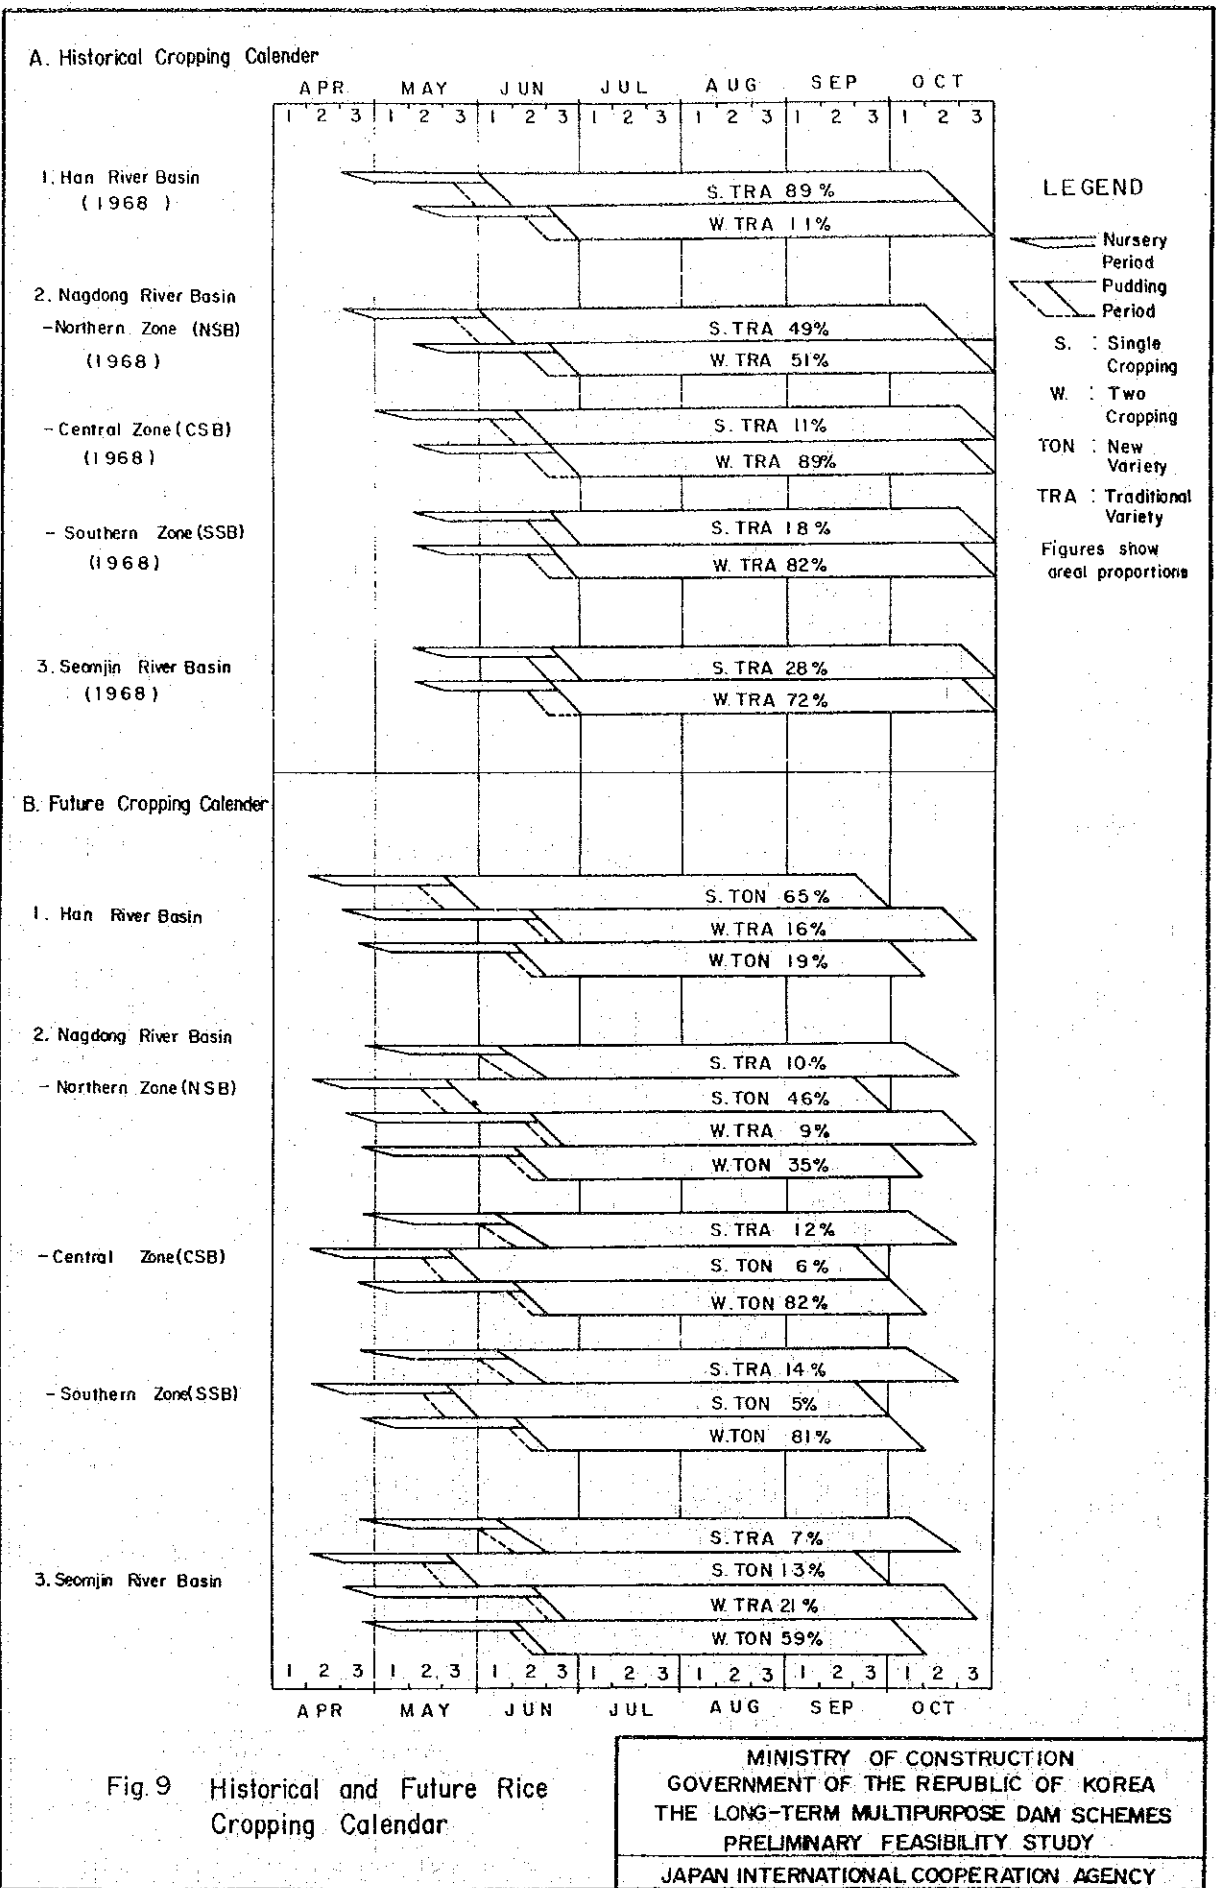 A. Historical Cropping Calender
APR. MAY JUN JUL AUG SEP OCT
1 2 3 1 2 3 1 2 3 1 2 3 1 2 3 1 2 3 1 2 3
1. Han River Basin
(1968)
S. TRA 89%
W. TRA 11%
2. Nagdong River Basin
-Northern Zone (NSB)
(1968)
S. TRA 49%
W. TRA 51%
- Central Zone (CSB)
(1968)
S. TRA 11%
W. TRA 89%
- Southern Zone (SSB)
(1968)
S. TRA 18%
W. TRA 82%
3. Seomjin River Basin
(1968)
S. TRA 28%
W. TRA 72%
LEGEND
Nursery
Period
Pudding
Period
S. : Single
Cropping
W. : Two
Cropping
TON : New
Variety
TRA : Traditional
Variety
Figures show
areal proportions
B. Future Cropping Calender
1. Han River Basin
S. TON 65%
W. TRA 16%
W. TON 19%
2. Nagdong River Basin
- Northern Zone (NSB)
S. TRA 10%
S. TON 46%
W. TRA 9%
W. TON 35%
- Central Zone (CSB)
S. TRA 12%
S. TON 6%
W. TON 82%
- Southern Zone (SSB)
S. TRA 14%
S. TON 5%
W. TON 81%
3. Seomjin River Basin
S. TRA 7%
S. TON 13%
W. TRA 21%
W. TON 59%
1 2 3 1 2 3 1 2 3 1 2 3 1 2 3 1 2 3 1 2 3
APR MAY JUN JUL AUG SEP OCT
Fig. 9 Historical and Future Rice
Cropping Calendar
MINISTRY OF CONSTRUCTION
GOVERNMENT OF THE REPUBLIC OF KOREA
THE LONG-TERM MULTIPURPOSE DAM SCHEMES
PRELIMINARY FEASIBILITY STUDY
JAPAN INTERNATIONAL COOPERATION AGENCY